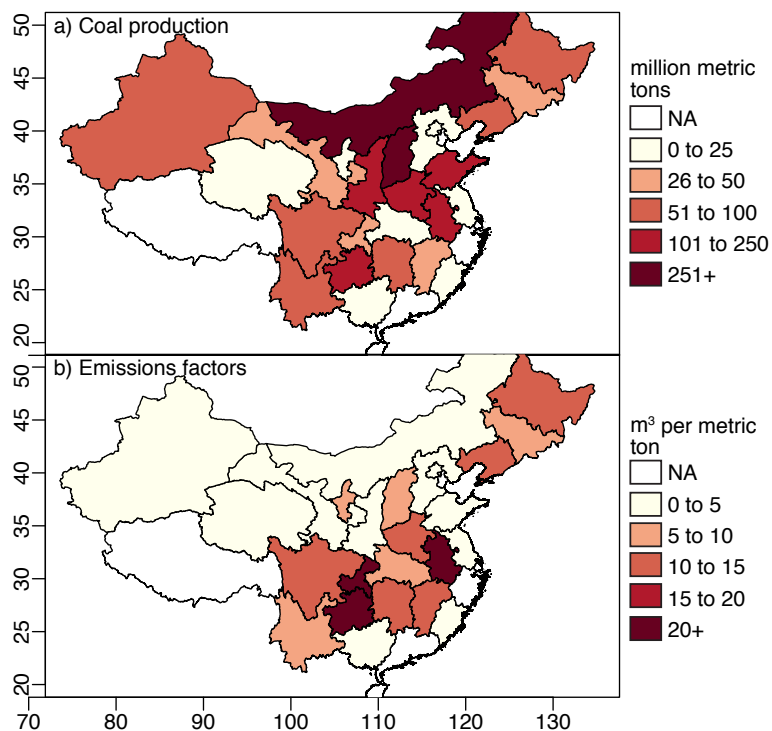 a) Coal production
50
45
40
35
30
25
20
million metric
tons
NA
0 to 25
26 to 50
51 to 100
101 to 250
251+
b) Emissions factors
50
45
40
35
30
25
20
m³ per metric
ton
NA
0 to 5
5 to 10
10 to 15
15 to 20
20+
70 80 90 100 110 120 130